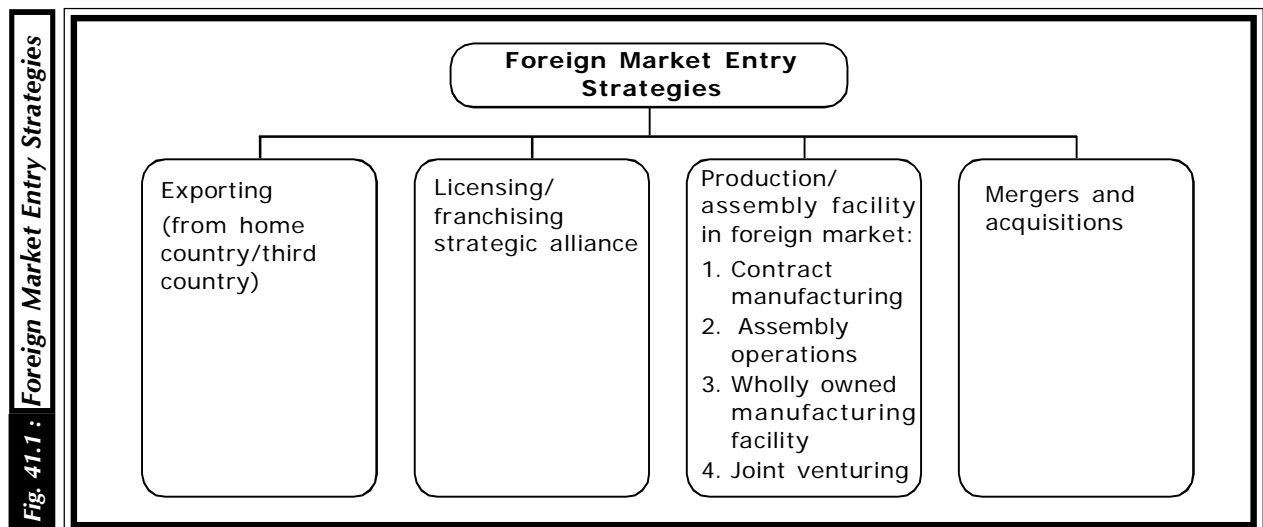 Fig. 41.1 : Foreign Market Entry Strategies
Foreign Market Entry
Strategies
Exporting
(from home
country/third
country)
Licensing/
franchising
strategic alliance
Production/
assembly facility
in foreign market:
1. Contract
manufacturing
2. Assembly
operations
3. Wholly owned
manufacturing
facility
4. Joint venturing
Mergers and
acquisitions